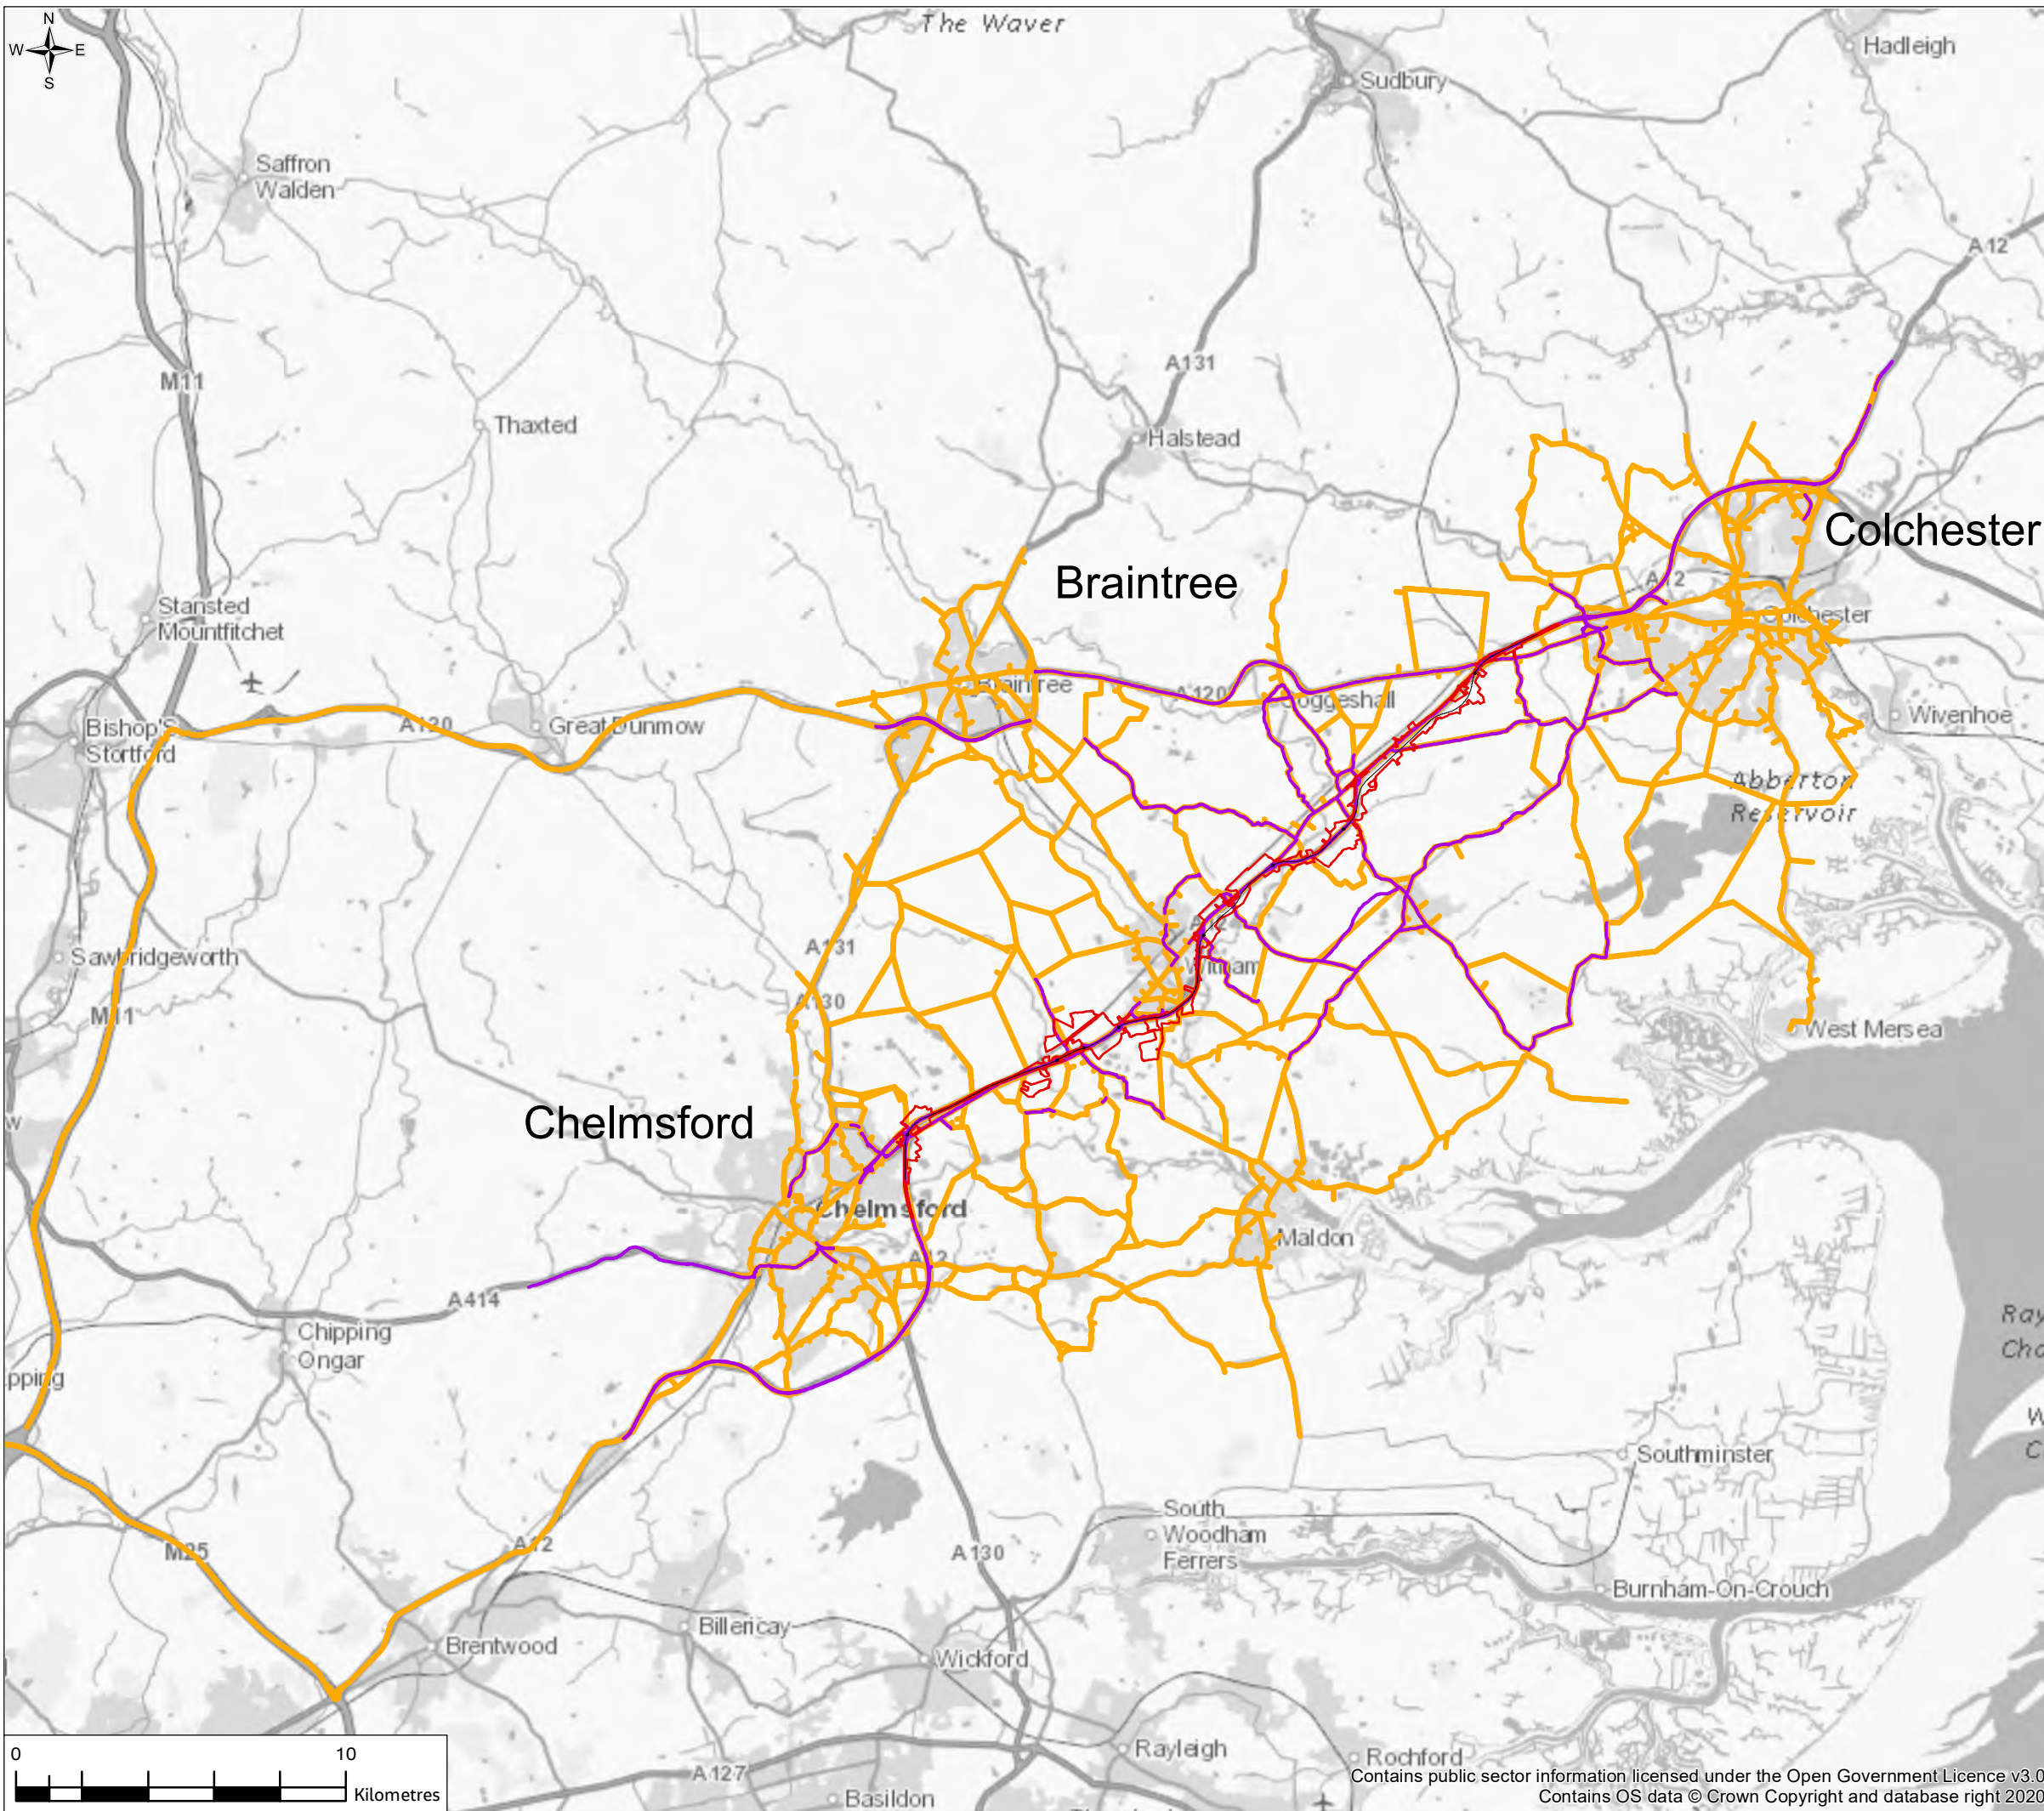 The Waver
N
W E
S
Hadleigh
Sudbury
Saffron
Walden
A 12
A131
M11
Halstead
Thaxted
Colchester
Braintree
A12
Stansted
Mountfitchet
Colchester
Braintree
A120
Coggeshall
Wivenhoe
Bishop'S
Stortford
A120
Great Dunmow
Abberton
Reservoir
A12
A131
Sawbridgeworth
Witham
A130
M11
West Mersea
Chelmsford
W
Chelmsford
Maldon
A12
A414
Chipping
Ongar
Ray
Cha
pping
W
C
Southminster
South
Woodham
Ferrers
A12
M25
A130
Burnham-On-Crouch
Billericay
Brentwood
Wickford
0 10
Kilometres
Rayleigh
Rochford
A127
Contains public sector information licensed under the Open Government Licence v3.0
Contains OS data © Crown Copyright and database right 2020
Basildon